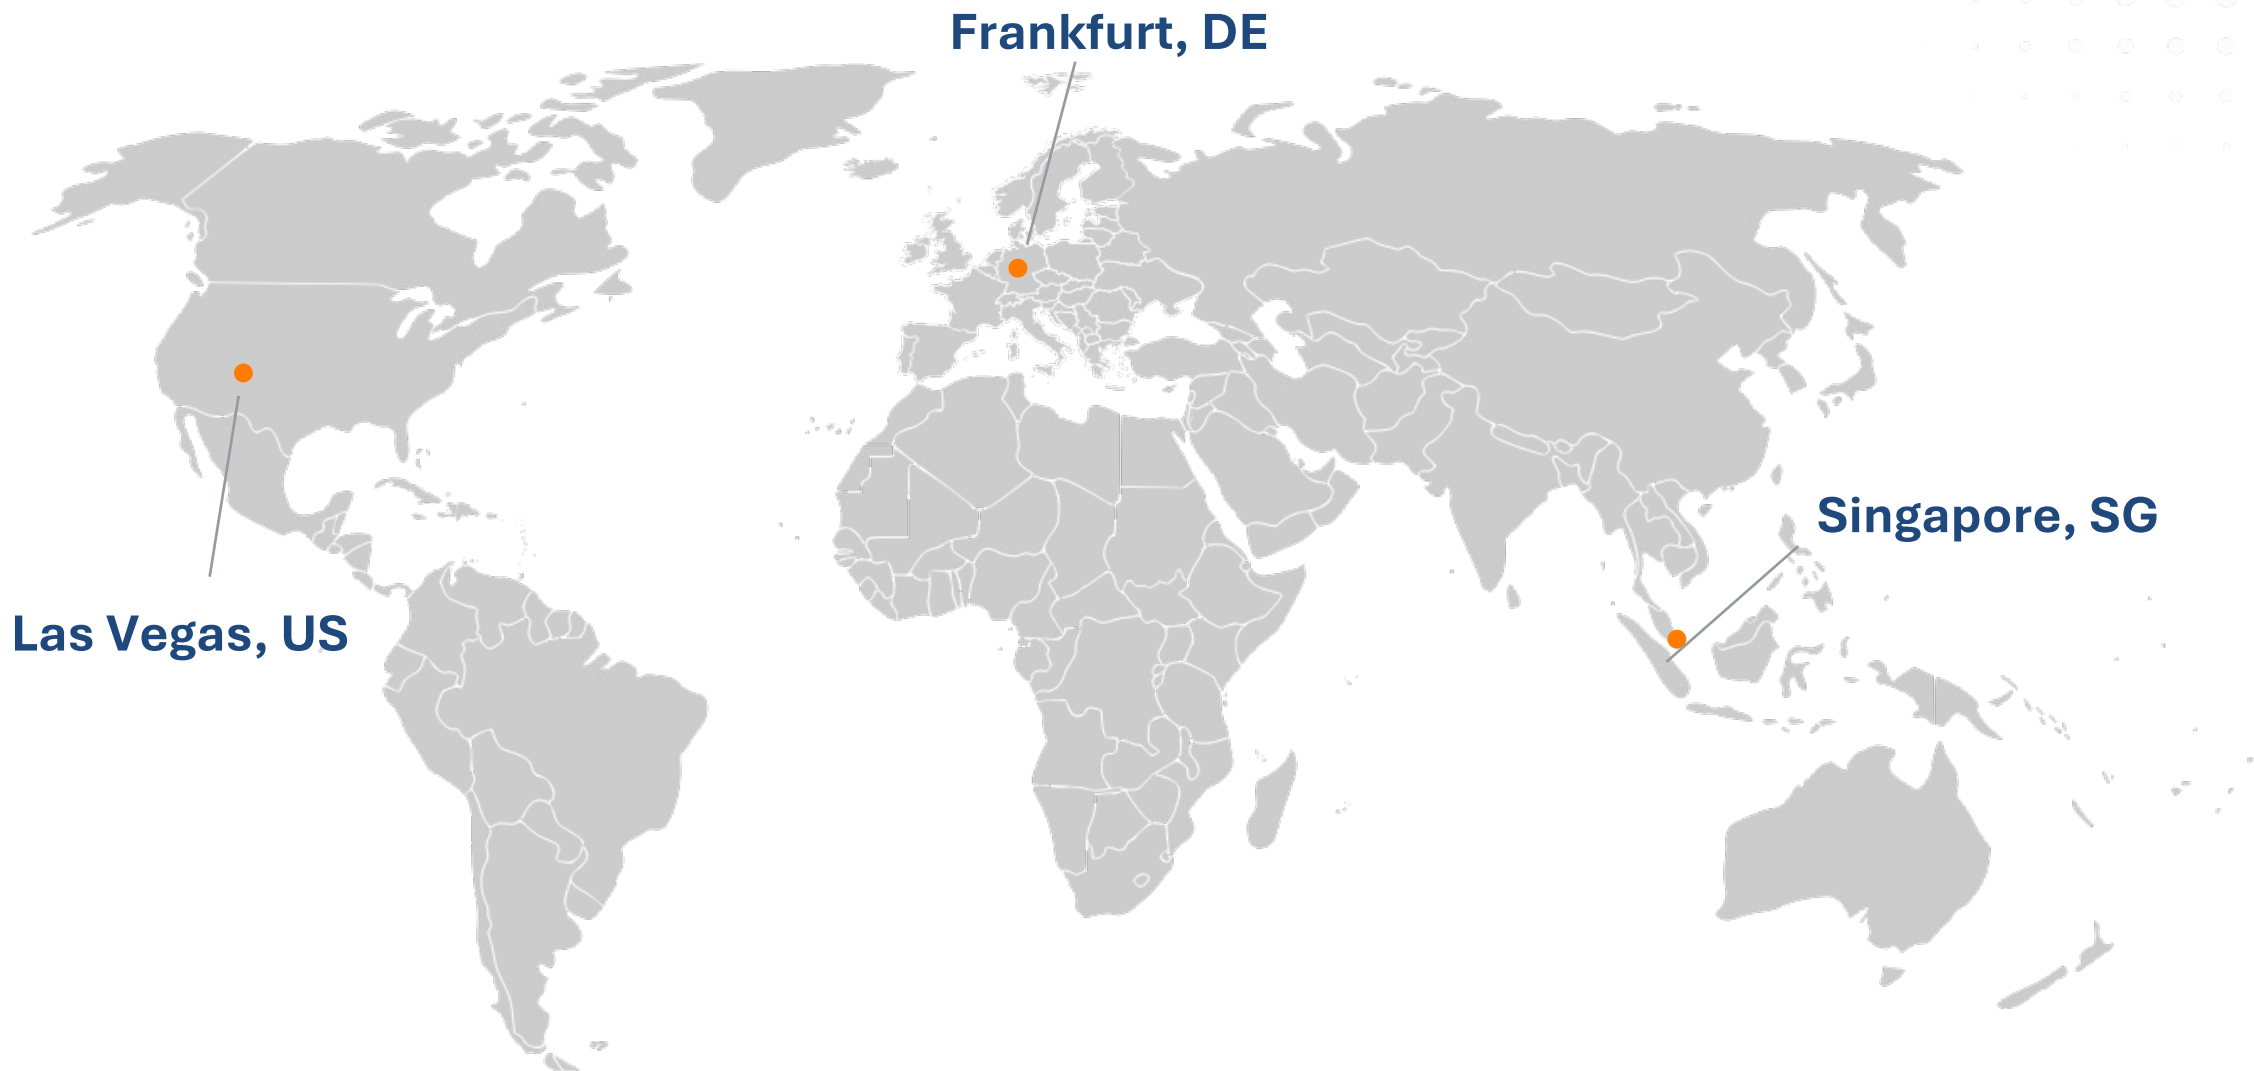 Frankfurt, DE
Singapore, SG
Las Vegas, US